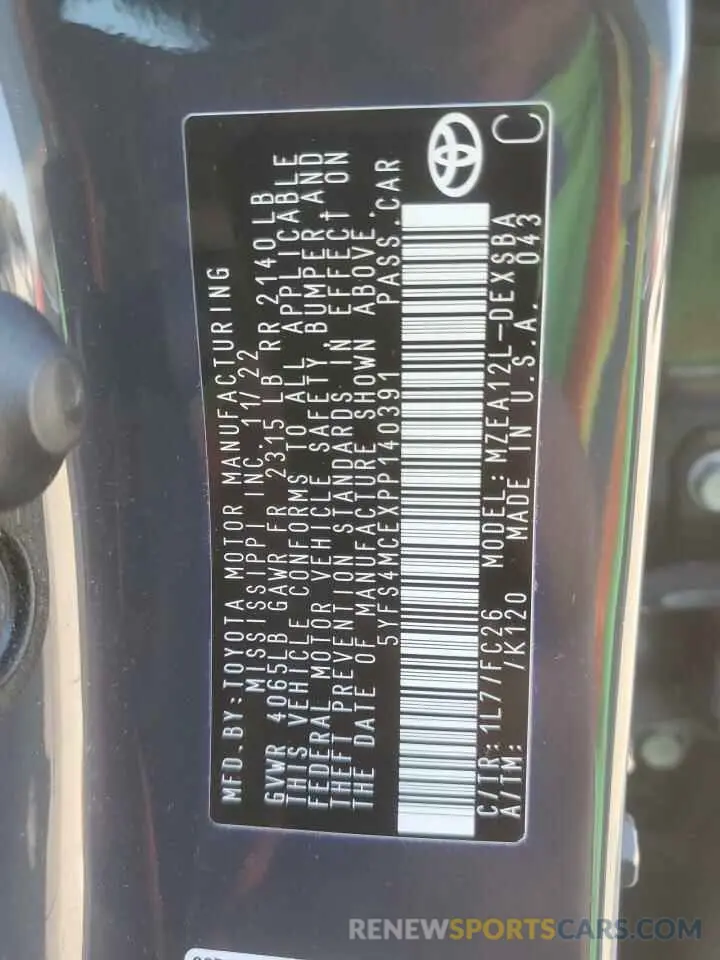 MFD.BY:TOYOTA MOTOR MANUFACTURING
MISSISSIPPI INC. 11/22
GVWR 4065LB GAWR FR 2315 LB RR 2140LB
THIS VEHICLE CONFORMS TO ALL APPLICABLE
FEDERAL MOTOR VEHICLE SAFETY, BUMPER AND
THEFT PREVENTION STANDARDS IN EFFECT ON
THE DATE OF MANUFACTURE SHOWN ABOVE.
5YFS4MCEXPP140391 PASS.CAR
C/TR:1L7/FC26 MODEL:MZEA12L-DEXSBA
A/TM: /K120 MADE IN U.S.A. 043
C
RENEWSPORTSCARS.COM